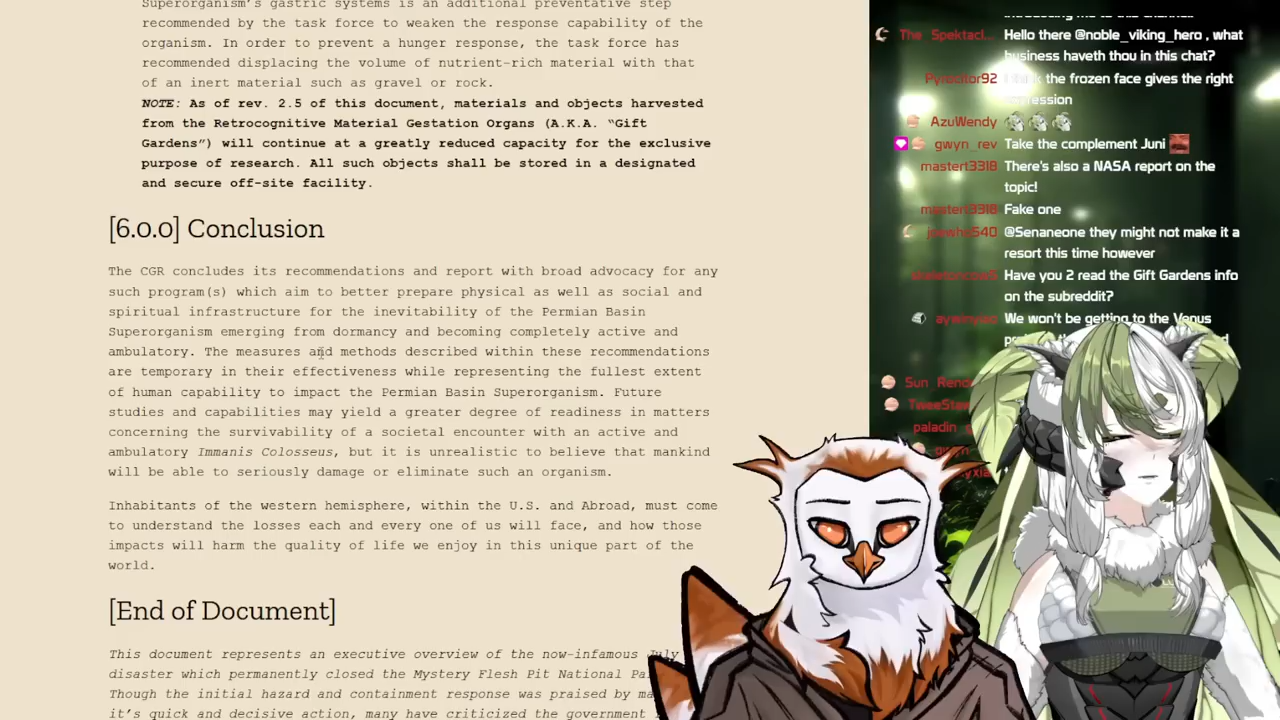 Superorganism's gastric systems is an additional preventative step
recommended by the task force to weaken the response capability of the
organism. In order to prevent a hunger response, the task force has
recommended displacing the volume of nutrient-rich material with that
of an inert material such as gravel or rock.
NOTE: As of rev. 2.5 of this document, materials and objects harvested
from the Retrocognitive Material Gestation Organs (A.K.A. "Gift
Gardens") will continue at a greatly reduced capacity for the exclusive
purpose of research. All such objects shall be stored in a designated
and secure off-site facility.
[6.0.0] Conclusion
The CGR concludes its recommendations and report with broad advocacy for any
such program(s) which aim to better prepare physical as well as social and
spiritual infrastructure for the inevitability of the Permian Basin
Superorganism emerging from dormancy and becoming completely active and
ambulatory. The measures and methods described within these recommendations
are temporary in their effectiveness while representing the fullest extent
of human capability to impact the Permian Basin Superorganism. Future
studies and capabilities may yield a greater degree of readiness in matters
concerning the survivability of a societal encounter with an active and
ambulatory Immanis Colosseus, but it is unrealistic to believe that mankind
will be able to seriously damage or eliminate such an organism.
Inhabitants of the western hemisphere, within the U.S. and Abroad, must come
to understand the losses each and every one of us will face, and how those
impacts will harm the quality of life we enjoy in this unique part of the
world.
[End of Document]
This document represents an executive overview of the now-infamous July
disaster which permanently closed the Mystery Flesh Pit National
Though the initial hazard and containment response was praised by
it's quick and decisive action, many have criticized the government
The Spektacl... Hello there @noble_viking_hero , what
business haveth thou in this chat?
the frozen face gives the right
AzuWendy
gwyn_rev Take the complement Juni
master13318 There's also a NASA report on the
topic!
master13318 Fake one
@Senaneone they might not make it a
resort this time however
Have you 2 read the Gift Gardens info
on the subreddit?
We won't be getting to the Venus
Sun
paladin